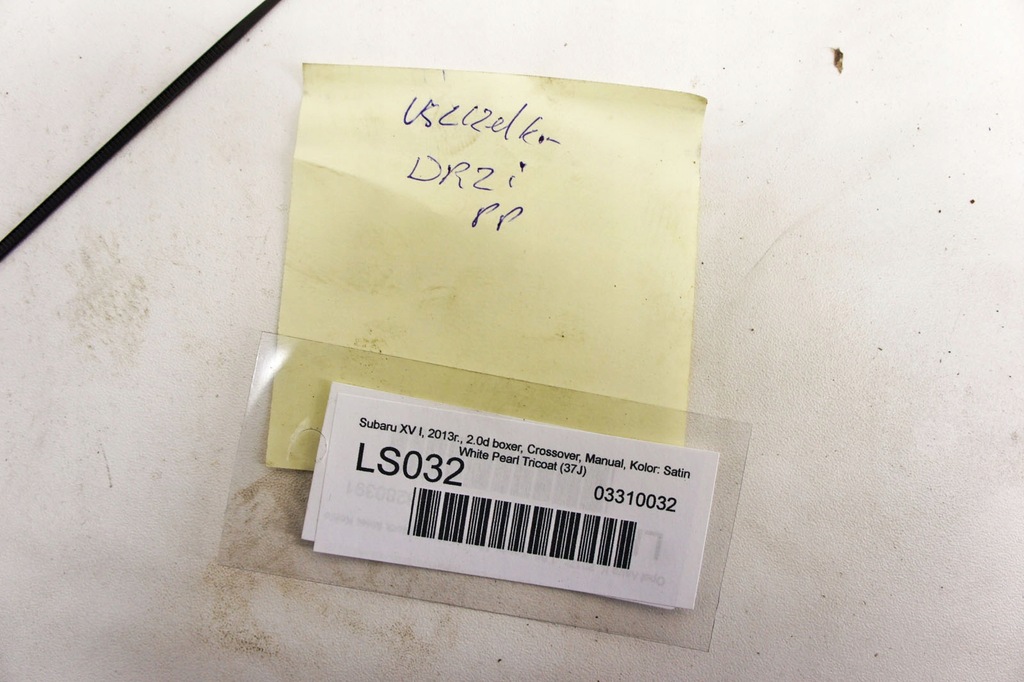 Uszczelka
DRZWI
PP
Subaru XV I, 2013r., 2.0d boxer, Crossover, Manual, Kolor: Satin
White Pearl Tricoat (37J)
LS032
03310032